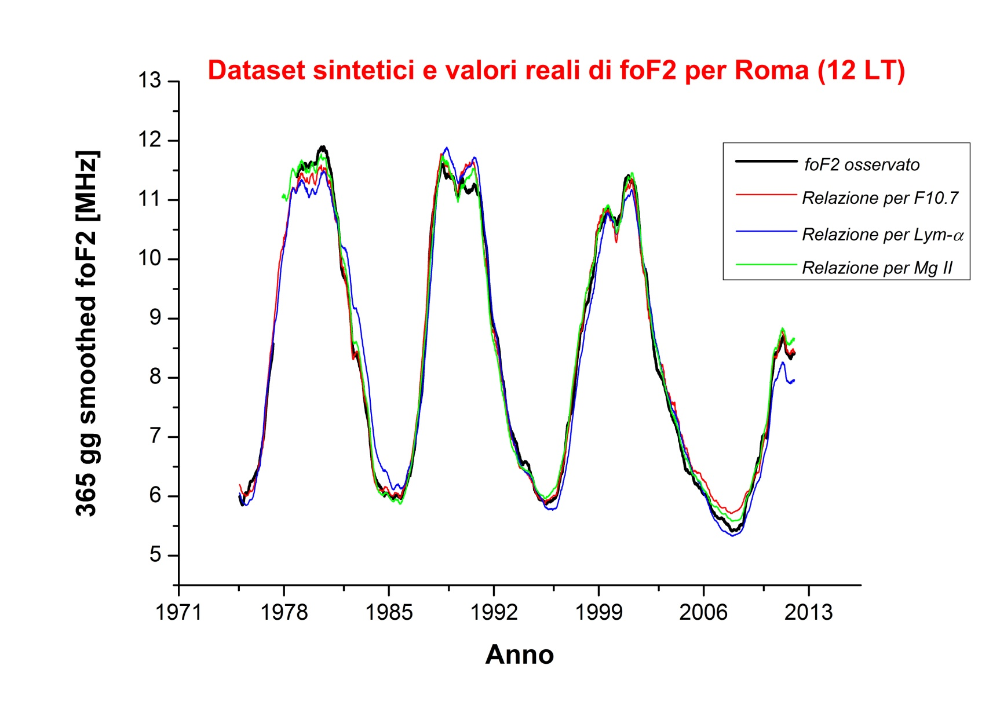 Dataset sintetici e valori reali di foF2 per Roma (12 LT)
365 gg smoothed foF2 [MHz]
13
12
11
10
9
8
7
6
5
foF2 osservato
Relazione per F10.7
Relazione per Lym-α
Relazione per Mg II
1971 1978 1985 1992 1999 2006 2013
Anno